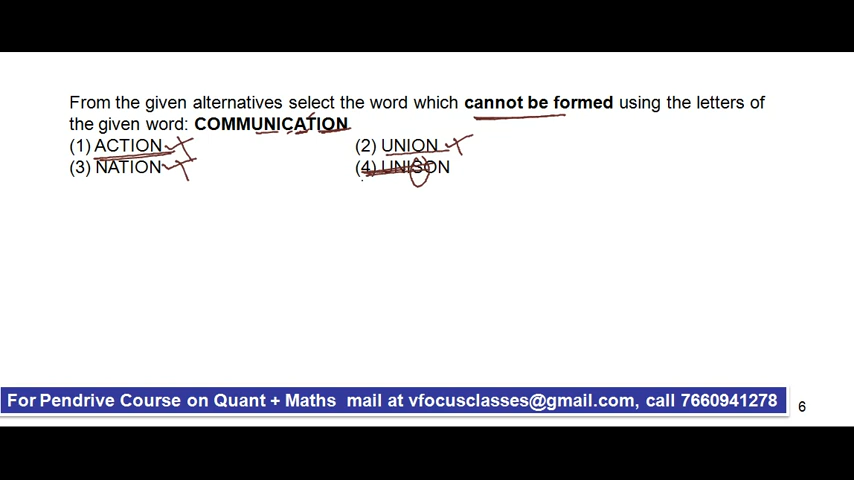 From the given alternatives select the word which cannot be formed using the letters of
the given word: COMMUNICATION
(1) ACTION (2) UNION
(3) NATION (4) UNISON
For Pendrive Course on Quant + Maths mail at vfocusclasses@gmail.com, call 7660941278
6